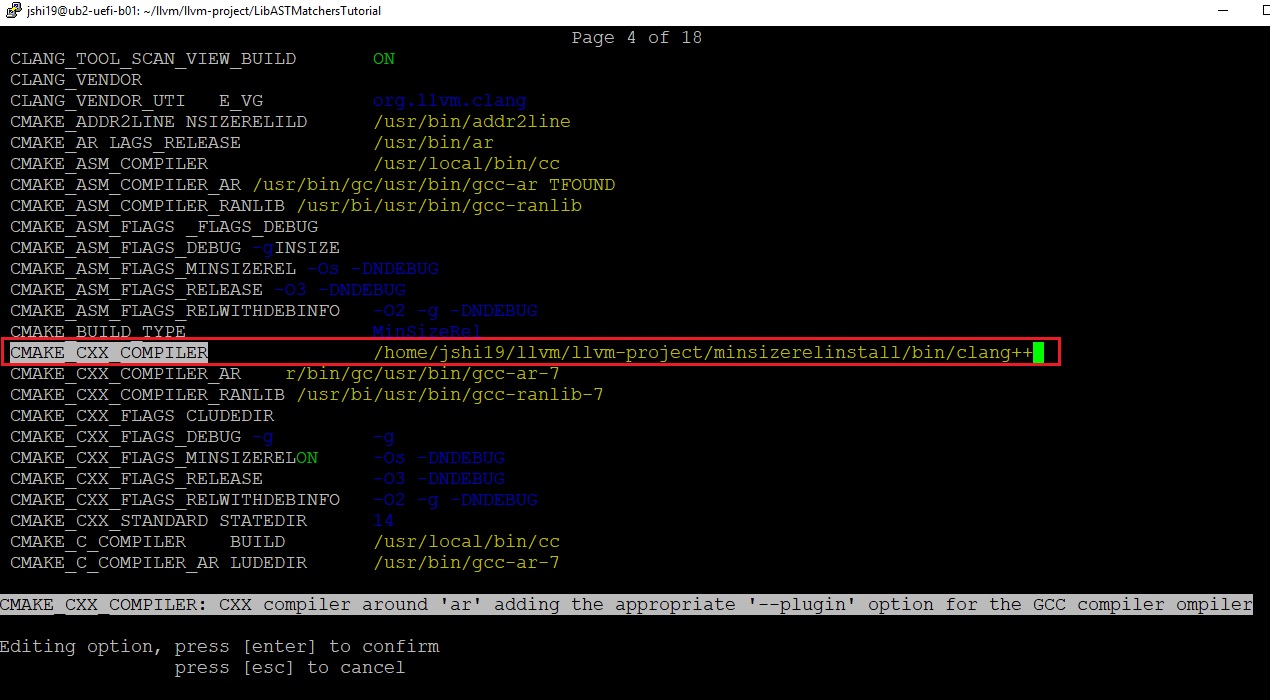 jshi19@ub2-uefi-b01: ~/llvm/llvm-project/LibASTMatchersTutorial
Page 4 of 18
CLANG_TOOL_SCAN_VIEW_BUILD ON
CLANG_VENDOR
CLANG_VENDOR_UTI E_VG org.llvm.clang
CMAKE_ADDR2LINE NSIZERELILD /usr/bin/addr2line
CMAKE_AR LAGS_RELEASE /usr/bin/ar
CMAKE_ASM_COMPILER /usr/local/bin/cc
CMAKE_ASM_COMPILER_AR /usr/bin/gc/usr/bin/gcc-ar TFOUND
CMAKE_ASM_COMPILER_RANLIB /usr/bi/usr/bin/gcc-ranlib
CMAKE_ASM_FLAGS _FLAGS_DEBUG
CMAKE_ASM_FLAGS_DEBUG -gINSIZE
CMAKE_ASM_FLAGS_MINSIZEREL -Os -DNDEBUG
CMAKE_ASM_FLAGS_RELEASE -O3 -DNDEBUG
CMAKE_ASM_FLAGS_RELWITHDEBINFO -O2 -g -DNDEBUG
CMAKE_BUILD_TYPE MinSizeRel
CMAKE_CXX_COMPILER /home/jshi19/llvm/llvm-project/minsizerelinstall/bin/clang++
CMAKE_CXX_COMPILER_AR r/bin/gc/usr/bin/gcc-ar-7
CMAKE_CXX_COMPILER_RANLIB /usr/bi/usr/bin/gcc-ranlib-7
CMAKE_CXX_FLAGS CLUDEDIR
CMAKE_CXX_FLAGS_DEBUG -g -g
CMAKE_CXX_FLAGS_MINSIZERELON -Os -DNDEBUG
CMAKE_CXX_FLAGS_RELEASE -O3 -DNDEBUG
CMAKE_CXX_FLAGS_RELWITHDEBINFO -O2 -g -DNDEBUG
CMAKE_CXX_STANDARD STATEDIR 14
CMAKE_C_COMPILER BUILD /usr/local/bin/cc
CMAKE_C_COMPILER_AR LUDEDIR /usr/bin/gcc-ar-7
CMAKE_CXX_COMPILER: CXX compiler around 'ar' adding the appropriate '--plugin' option for the GCC compiler ompiler
Editing option, press [enter] to confirm
press [esc] to cancel